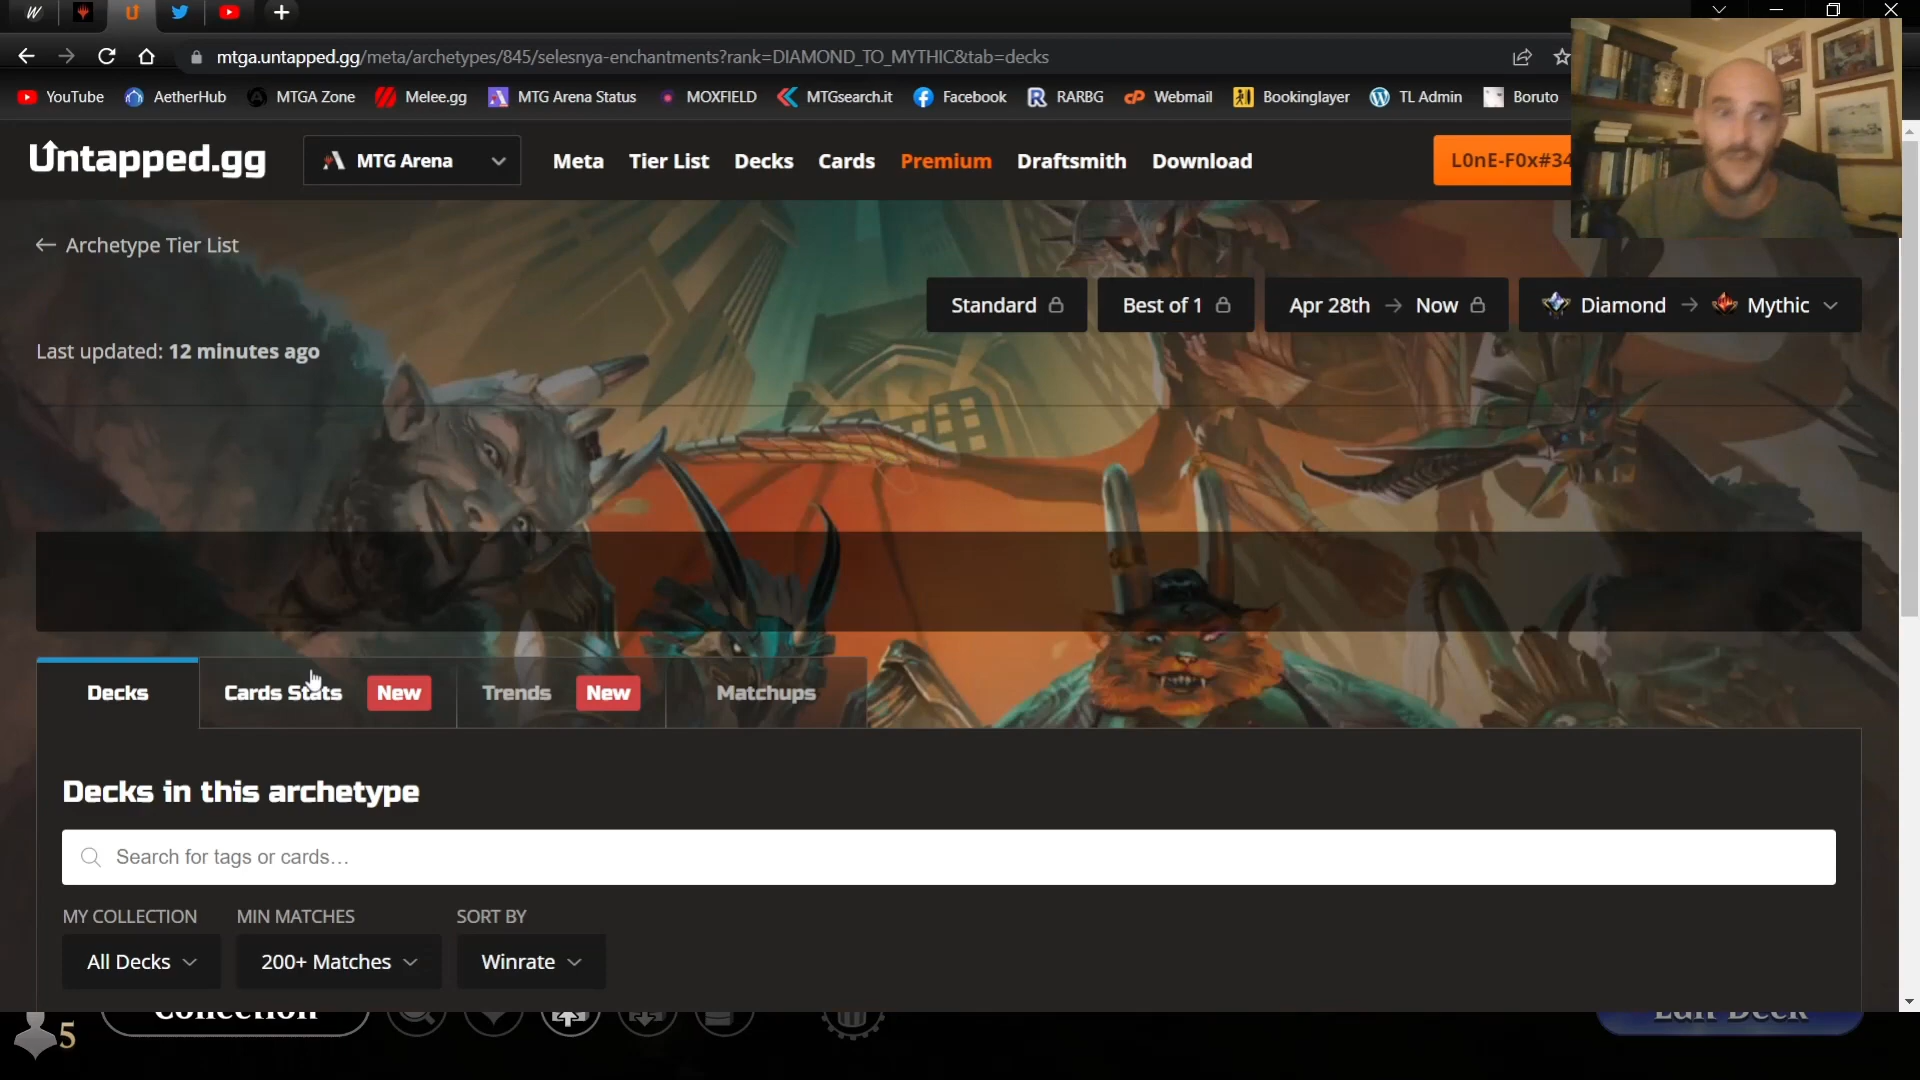 mtga.untapped.gg/meta/archetypes/845/selesnya-enchantments?rank=DIAMOND_TO_MYTHIC&tab=decks
YouTube AetherHub MTGA Zone Melee.gg MTG Arena Status MOXFIELD MTGsearch.it Facebook RARBG Webmail Bookinglayer TL Admin Boruto
Untapped.gg MTG Arena Meta Tier List Decks Cards Premium Draftsmith Download L0nE-F0x#34
← Archetype Tier List
Standard Best of 1 Apr 28th → Now Diamond → Mythic
Last updated: 12 minutes ago
Decks Cards Stats New Trends New Matchups
Decks in this archetype
Search for tags or cards...
MY COLLECTION MIN MATCHES SORT BY
All Decks 200+ Matches Winrate
Collection Edit Deck
5